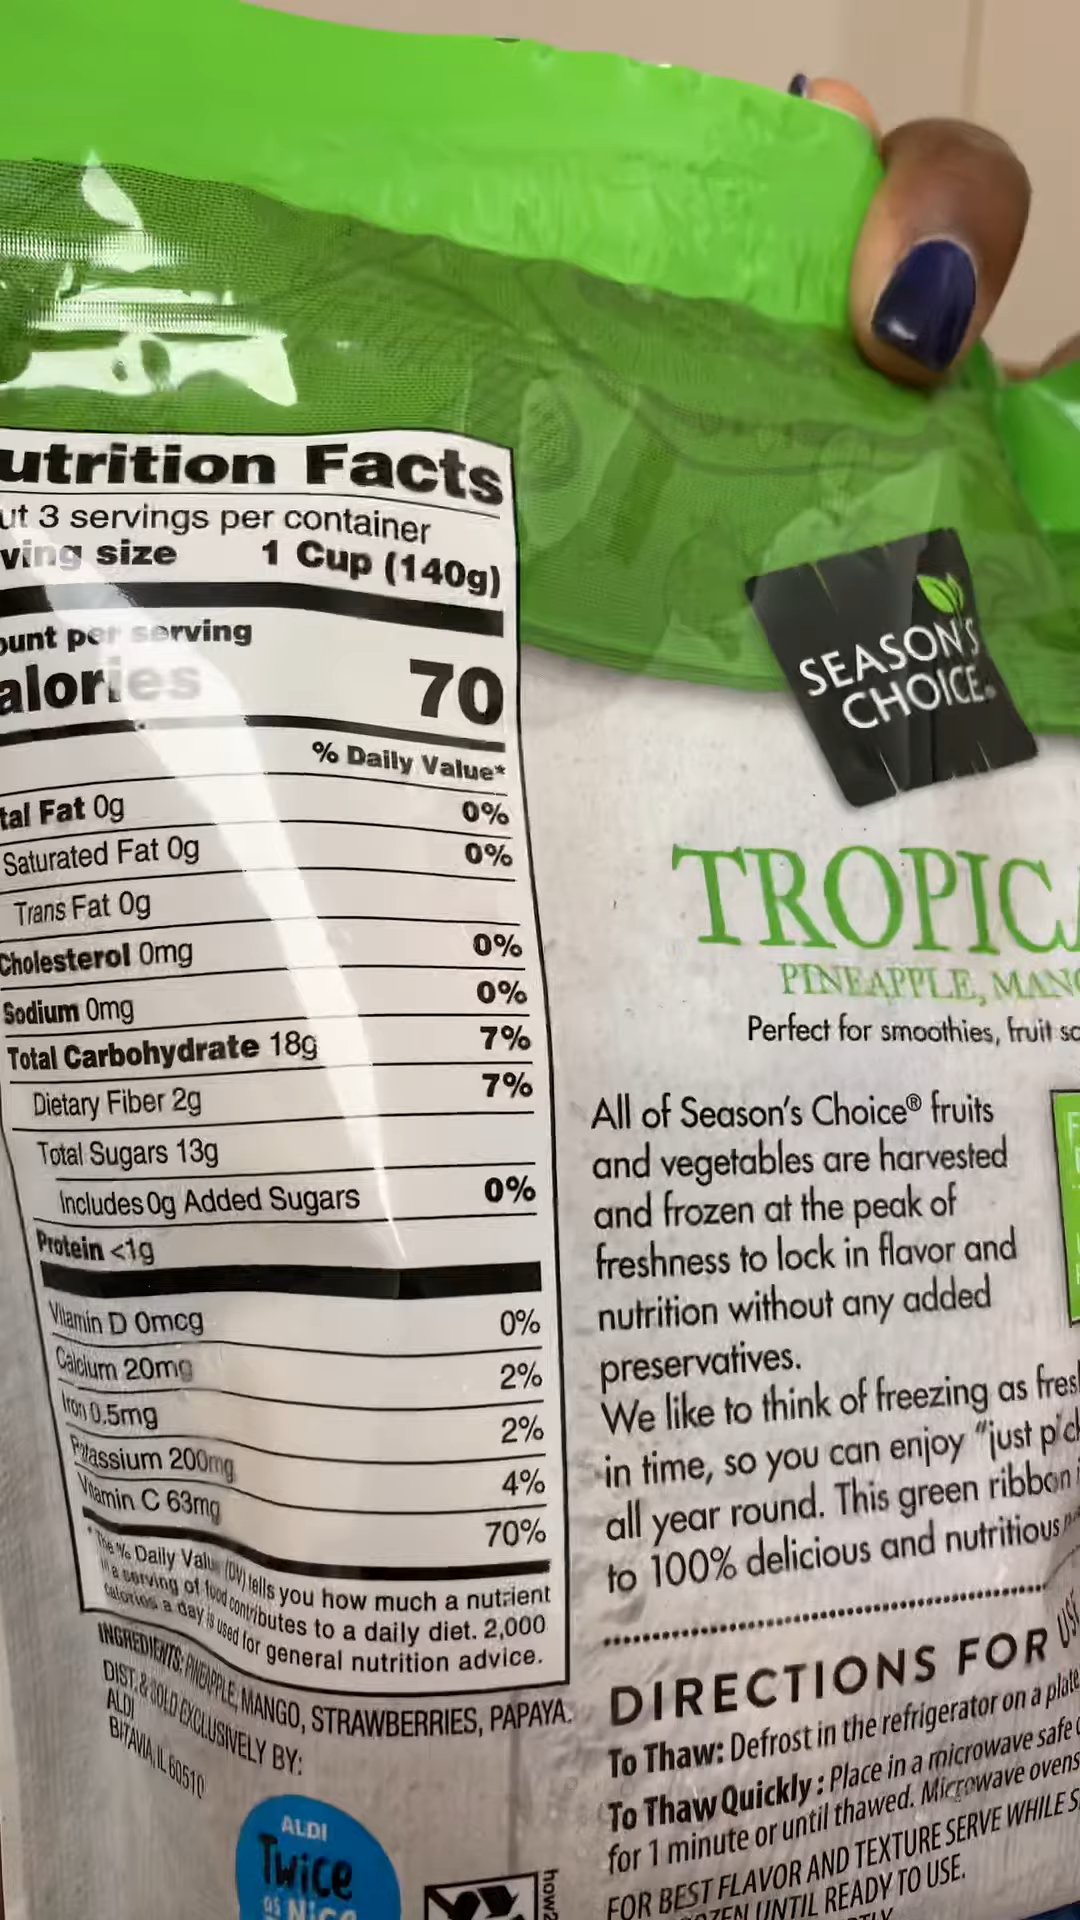 utrition Facts
ut 3 servings per container
ving size 1 Cup (140g)
ount per serving
alories 70
% Daily Value*
tal Fat 0g 0%
Saturated Fat 0g 0%
Trans Fat 0g
Cholesterol 0mg 0%
Sodium 0mg 0%
Total Carbohydrate 18g 7%
Dietary Fiber 2g 7%
Total Sugars 13g
Includes 0g Added Sugars 0%
Protein <1g
Vitamin D 0mcg 0%
Calcium 20mg 2%
Iron 0.5mg 2%
Potassium 200mg 4%
Vitamin C 63mg 70%
* The % Daily Value (DV) tells you how much a nutrient
in a serving of food contributes to a daily diet. 2,000
calories a day is used for general nutrition advice.
INGREDIENTS: PINEAPPLE, MANGO, STRAWBERRIES, PAPAYA.
DIST. & SOLD EXCLUSIVELY BY:
ALDI
BATAVIA, IL 60510
ALDI
Twice
as Nice
how2
SEASON'S
CHOICE®
TROPICA
PINEAPPLE, MANG
Perfect for smoothies, fruit sa
All of Season's Choice® fruits
and vegetables are harvested
and frozen at the peak of
freshness to lock in flavor and
nutrition without any added
preservatives.
We like to think of freezing as fresh
in time, so you can enjoy "just pick
all year round. This green ribbon i
to 100% delicious and nutritious
DIRECTIONS FOR USE
To Thaw: Defrost in the refrigerator on a plate
To Thaw Quickly: Place in a microwave safe
for 1 minute or until thawed. Microwave ovens
FOR BEST FLAVOR AND TEXTURE SERVE WHILE S
OZEN UNTIL READY TO USE.
TLY